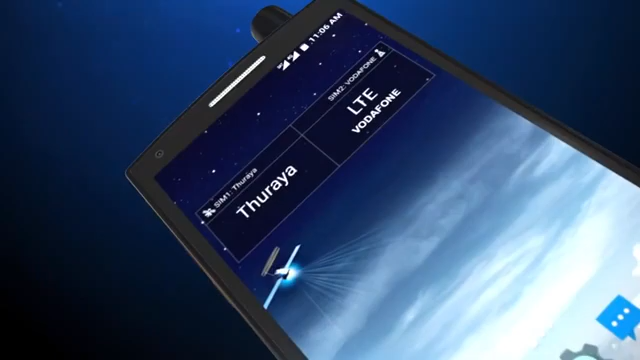 11:06 AM
SIM1: Thuraya
SIM2: VODAFONE
Thuraya
LTE
VODAFONE